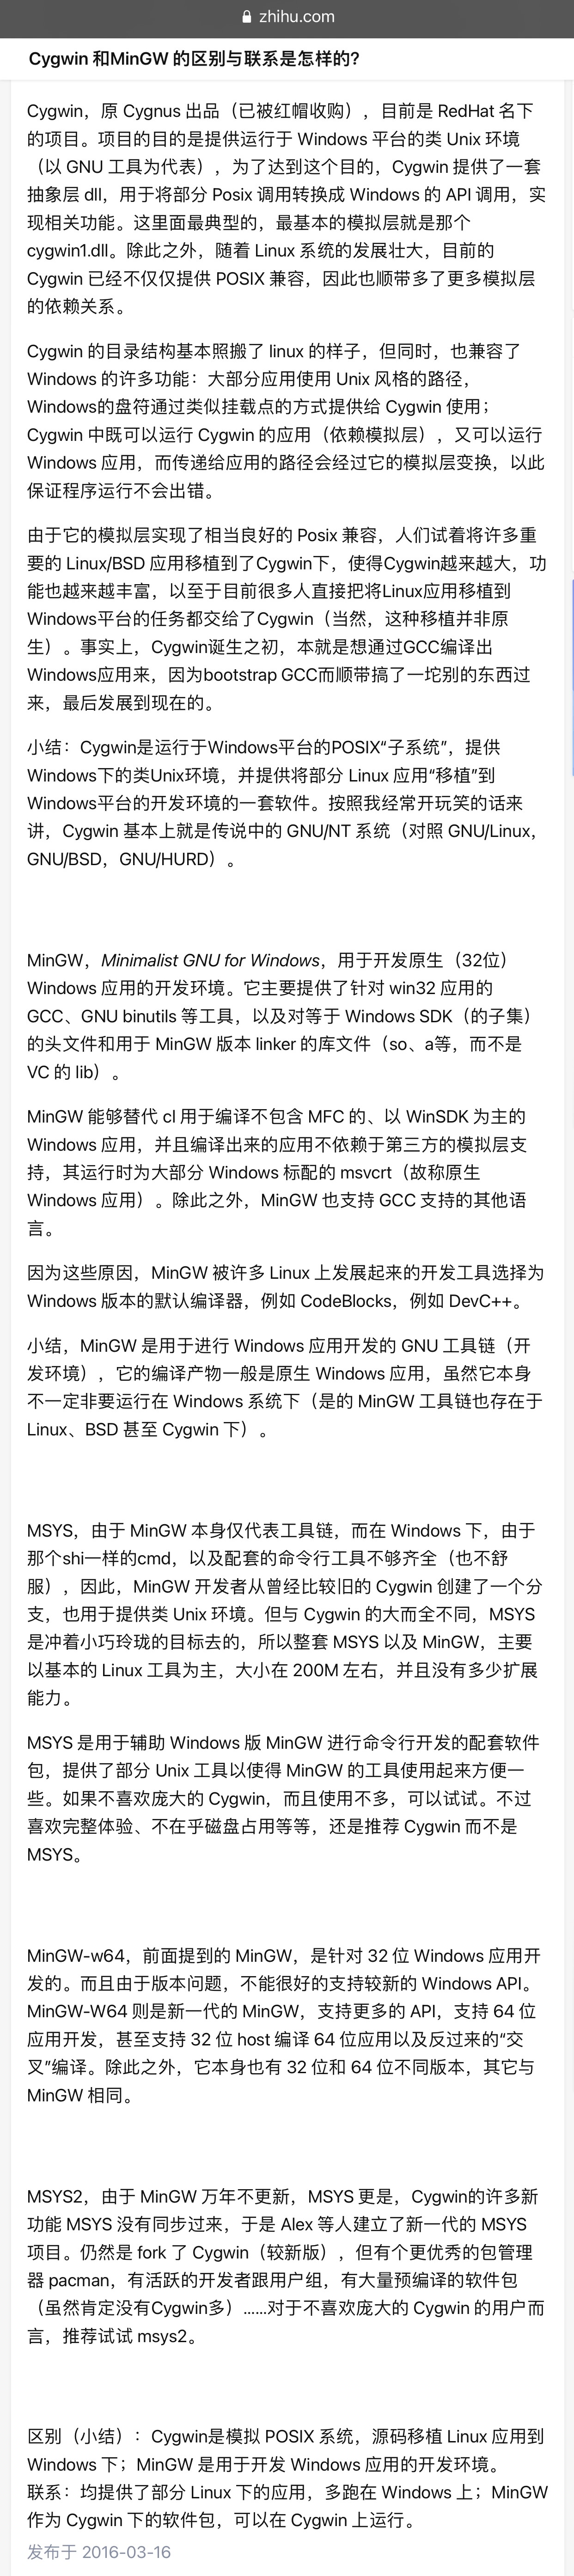 zhihu.com
Cygwin 和MinGW 的区别与联系是怎样的?
Cygwin，原 Cygnus 出品（已被红帽收购），目前是 RedHat 名下
的项目。项目的目的是提供运行于 Windows 平台的类 Unix 环境
（以 GNU 工具为代表），为了达到这个目的，Cygwin 提供了一套
抽象层 dll，用于将部分 Posix 调用转换成 Windows 的 API 调用，实
现相关功能。这里面最典型的，最基本的模拟层就是那个
cygwin1.dll。除此之外，随着 Linux 系统的发展壮大，目前的
Cygwin 已经不仅仅提供 POSIX 兼容，因此也顺带多了更多模拟层
的依赖关系。
Cygwin 的目录结构基本照搬了 linux 的样子，但同时，也兼容了
Windows 的许多功能：大部分应用使用 Unix 风格的路径，
Windows的盘符通过类似挂载点的方式提供给 Cygwin 使用；
Cygwin 中既可以运行 Cygwin 的应用（依赖模拟层），又可以运行
Windows 应用，而传递给应用的路径会经过它的模拟层变换，以此
保证程序运行不会出错。
由于它的模拟层实现了相当良好的 Posix 兼容，人们试着将许多重
要的 Linux/BSD 应用移植到了Cygwin下，使得Cygwin越来越大，功
能也越来越丰富，以至于目前很多人直接把将Linux应用移植到
Windows平台的任务都交给了Cygwin（当然，这种移植并非原
生）。事实上，Cygwin诞生之初，本就是想通过GCC编译出
Windows应用来，因为bootstrap GCC而顺带搞了一坨别的东西过
来，最后发展到现在的。
小结：Cygwin是运行于Windows平台的POSIX“子系统”，提供
Windows下的类Unix环境，并提供将部分 Linux 应用“移植”到
Windows平台的开发环境的一套软件。按照我经常开玩笑的话来
讲，Cygwin 基本上就是传说中的 GNU/NT 系统（对照 GNU/Linux，
GNU/BSD，GNU/HURD）。
MinGW，Minimalist GNU for Windows，用于开发原生（32位）
Windows 应用的开发环境。它主要提供了针对 win32 应用的
GCC、GNU binutils 等工具，以及对等于 Windows SDK（的子集）
的头文件和用于 MinGW 版本 linker 的库文件（so、a等，而不是
VC 的 lib）。
MinGW 能够替代 cl 用于编译不包含 MFC 的、以 WinSDK 为主的
Windows 应用，并且编译出来的应用不依赖于第三方的模拟层支
持，其运行时为大部分 Windows 标配的 msvcrt（故称原生
Windows 应用）。除此之外，MinGW 也支持 GCC 支持的其他语
言。
因为这些原因，MinGW 被许多 Linux 上发展起来的开发工具选择为
Windows 版本的默认编译器，例如 CodeBlocks，例如 DevC++。
小结，MinGW 是用于进行 Windows 应用开发的 GNU 工具链（开
发环境），它的编译产物一般是原生 Windows 应用，虽然它本身
不一定非要运行在 Windows 系统下（是的 MinGW 工具链也存在于
Linux、BSD 甚至 Cygwin 下）。
MSYS，由于 MinGW 本身仅代表工具链，而在 Windows 下，由于
那个shi一样的cmd，以及配套的命令行工具不够齐全（也不舒
服），因此，MinGW 开发者从曾经比较旧的 Cygwin 创建了一个分
支，也用于提供类 Unix 环境。但与 Cygwin 的大而全不同，MSYS
是冲着小巧玲珑的目标去的，所以整套 MSYS 以及 MinGW，主要
以基本的 Linux 工具为主，大小在 200M 左右，并且没有多少扩展
能力。
MSYS 是用于辅助 Windows 版 MinGW 进行命令行开发的配套软件
包，提供了部分 Unix 工具以使得 MinGW 的工具使用起来方便一
些。如果不喜欢庞大的 Cygwin，而且使用不多，可以试试。不过
喜欢完整体验、不在乎磁盘占用等等，还是推荐 Cygwin 而不是
MSYS。
MinGW-w64，前面提到的 MinGW，是针对 32 位 Windows 应用开
发的。而且由于版本问题，不能很好的支持较新的 Windows API。
MinGW-W64 则是新一代的 MinGW，支持更多的 API，支持 64 位
应用开发，甚至支持 32 位 host 编译 64 位应用以及反过来的“交
叉”编译。除此之外，它本身也有 32 位和 64 位不同版本，其它与
MinGW 相同。
MSYS2，由于 MinGW 万年不更新，MSYS 更是，Cygwin的许多新
功能 MSYS 没有同步过来，于是 Alex 等人建立了新一代的 MSYS
项目。仍然是 fork 了 Cygwin（较新版），但有个更优秀的包管理
器 pacman，有活跃的开发者跟用户组，有大量预编译的软件包
（虽然肯定没有Cygwin多）……对于不喜欢庞大的 Cygwin 的用户而
言，推荐试试 msys2。
区别（小结）：Cygwin是模拟 POSIX 系统，源码移植 Linux 应用到
Windows 下；MinGW 是用于开发 Windows 应用的开发环境。
联系：均提供了部分 Linux 下的应用，多跑在 Windows 上；MinGW
作为 Cygwin 下的软件包，可以在 Cygwin 上运行。
发布于 2016-03-16